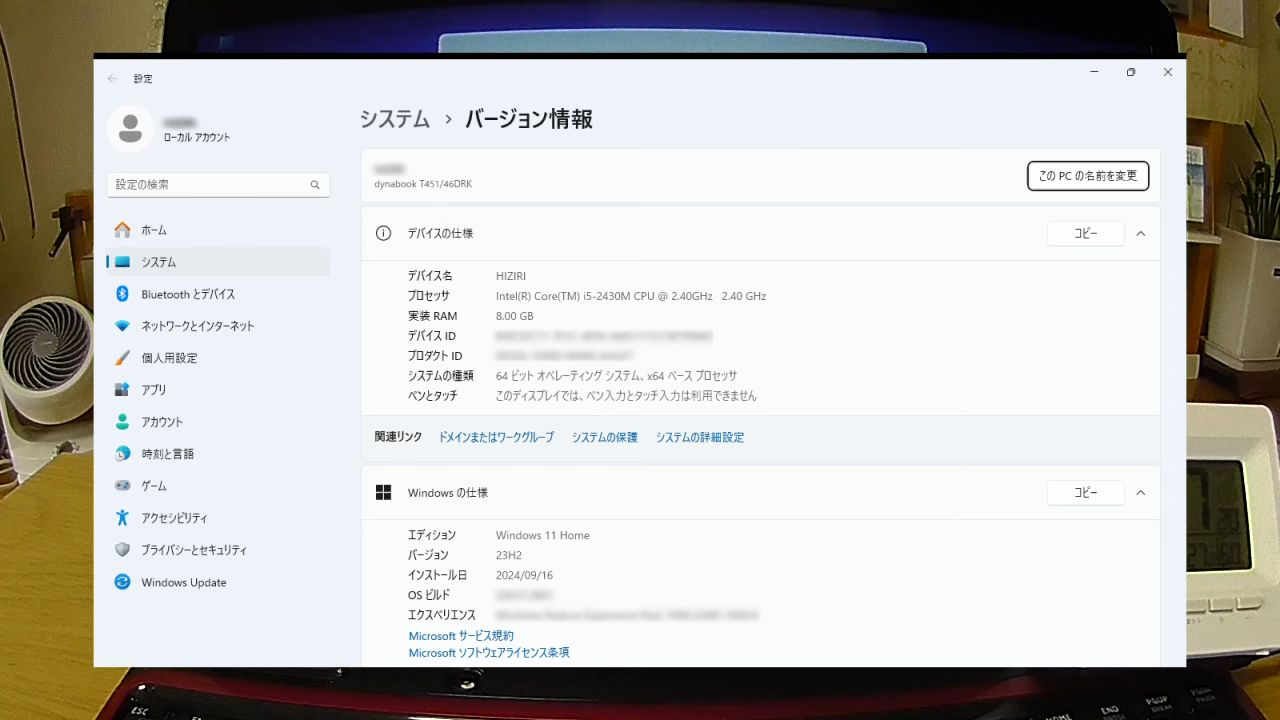 設定
ローカル アカウント
設定の検索
ホーム
システム
Bluetooth とデバイス
ネットワークとインターネット
個人用設定
アプリ
アカウント
時刻と言語
ゲーム
アクセシビリティ
プライバシーとセキュリティ
Windows Update
システム › バージョン情報
dynabook T451/46DRK
この PC の名前を変更
デバイスの仕様
コピー
デバイス名 HIZIRI
プロセッサ Intel(R) Core(TM) i5-2430M CPU @ 2.40GHz 2.40 GHz
実装 RAM 8.00 GB
デバイス ID
プロダクト ID
システムの種類 64 ビット オペレーティング システム、x64 ベース プロセッサ
ペンとタッチ このディスプレイでは、ペン入力とタッチ入力は利用できません
関連リンク ドメインまたはワークグループ システムの保護 システムの詳細設定
Windows の仕様
コピー
エディション Windows 11 Home
バージョン 23H2
インストール日 2024/09/16
OS ビルド
エクスペリエンス
Microsoft サービス規約
Microsoft ソフトウェアライセンス条項
ESC
HOME
END
PGUP
BREAK